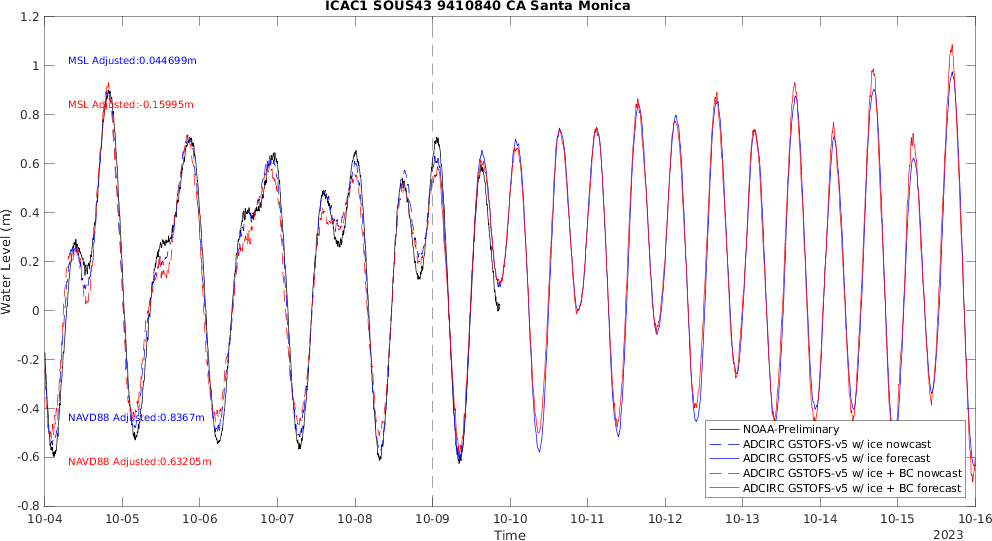 ICAC1 SOUS43 9410840 CA Santa Monica
1.2
1
0.8
0.6
0.4
0.2
0
-0.2
-0.4
-0.6
-0.8
Water Level (m)
MSL Adjusted:0.044699m
MSL Adjusted:-0.15995m
NAVD88 Adjusted:0.8367m
NAVD88 Adjusted:0.63205m
NOAA-Preliminary
ADCIRC GSTOFS-v5 w/ ice nowcast
ADCIRC GSTOFS-v5 w/ ice forecast
ADCIRC GSTOFS-v5 w/ ice + BC nowcast
ADCIRC GSTOFS-v5 w/ ice + BC forecast
10-04 10-05 10-06 10-07 10-08 10-09 10-10 10-11 10-12 10-13 10-14 10-15 10-16
Time
2023